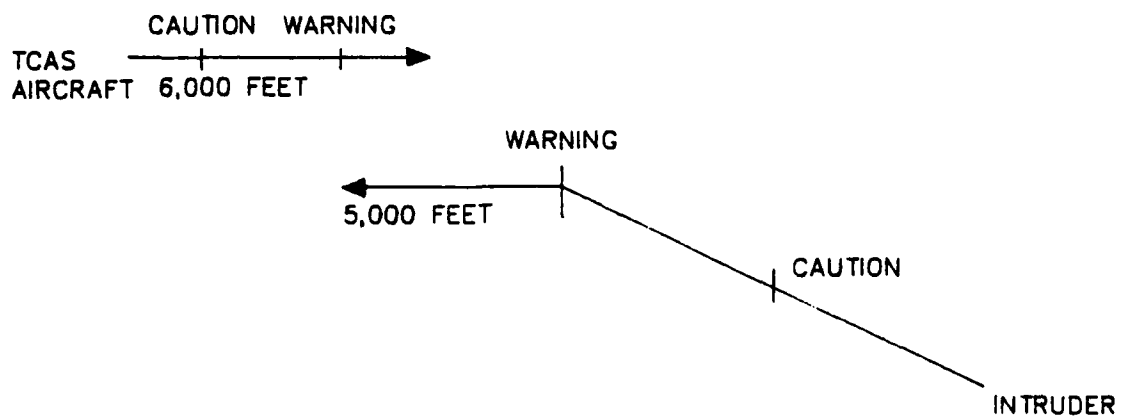 CAUTION WARNING
TCAS
AIRCRAFT 6,000 FEET
WARNING
5,000 FEET
CAUTION
INTRUDER